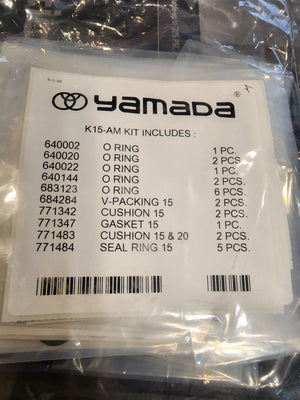 yamada®
K15-AM KIT INCLUDES :
640002 O RING 1 PC.
640020 O RING 2 PCS.
640022 O RING 1 PC.
640144 O RING 2 PCS.
683123 O RING 6 PCS.
684284 V-PACKING 15 2 PCS.
771342 CUSHION 15 2 PCS.
771347 GASKET 15 1 PC.
771483 CUSHION 15 & 20 2 PCS.
771484 SEAL RING 15 5 PCS.